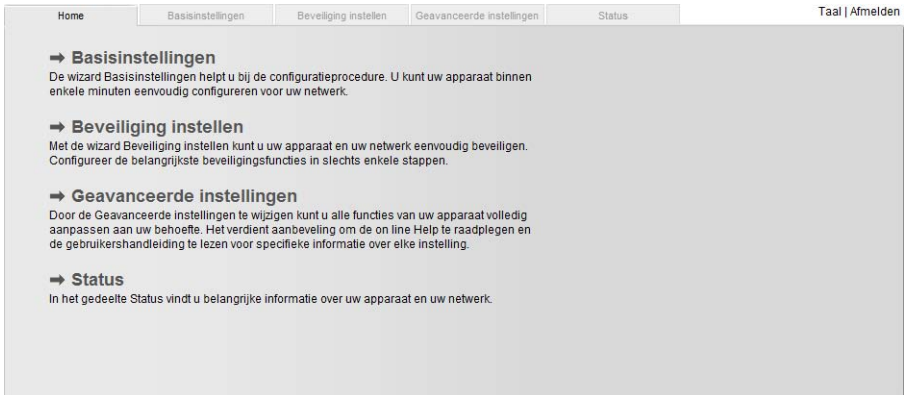 Home Basisinstellingen Beveiliging instellen Geavanceerde instellingen Status Taal | Afmelden
➡ Basisinstellingen
De wizard Basisinstellingen helpt u bij de configuratieprocedure. U kunt uw apparaat binnen
enkele minuten eenvoudig configureren voor uw netwerk.
➡ Beveiliging instellen
Met de wizard Beveiliging instellen kunt u uw apparaat en uw netwerk eenvoudig beveiligen.
Configureer de belangrijkste beveiligingsfuncties in slechts enkele stappen.
➡ Geavanceerde instellingen
Door de Geavanceerde instellingen te wijzigen kunt u alle functies van uw apparaat volledig
aanpassen aan uw behoefte. Het verdient aanbeveling om de on line Help te raadplegen en
de gebruikershandleiding te lezen voor specifieke informatie over elke instelling.
➡ Status
In het gedeelte Status vindt u belangrijke informatie over uw apparaat en uw netwerk.